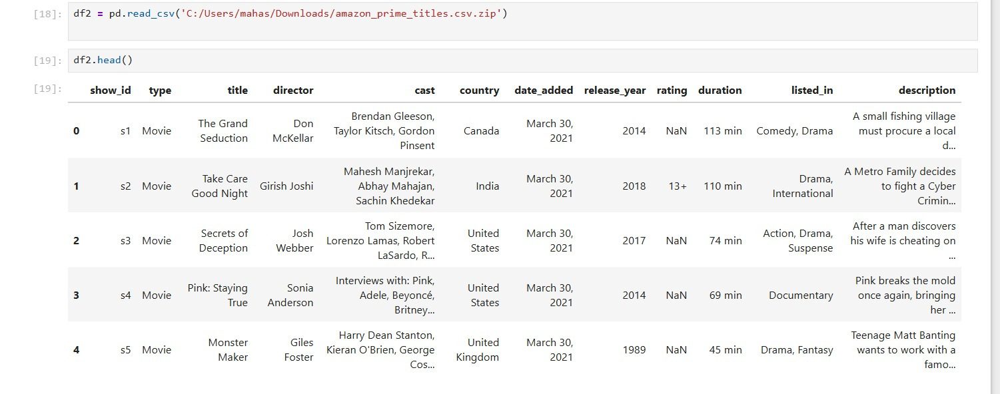 [18]: df2 = pd.read_csv('C:/Users/mahas/Downloads/amazon_prime_titles.csv.zip')
[19]: df2.head()
[19]: show_id type title director cast country date_added release_year rating duration listed_in description
0 s1 Movie The Grand Seduction Don McKellar Brendan Gleeson, Taylor Kitsch, Gordon Pinsent Canada March 30, 2021 2014 NaN 113 min Comedy, Drama A small fishing village must procure a local d...
1 s2 Movie Take Care Good Night Girish Joshi Mahesh Manjrekar, Abhay Mahajan, Sachin Khedekar India March 30, 2021 2018 13+ 110 min Drama, International A Metro Family decides to fight a Cyber Crimin...
2 s3 Movie Secrets of Deception Josh Webber Tom Sizemore, Lorenzo Lamas, Robert LaSardo, R... United States March 30, 2021 2017 NaN 74 min Action, Drama, Suspense After a man discovers his wife is cheating on ...
3 s4 Movie Pink: Staying True Sonia Anderson Interviews with: Pink, Adele, Beyoncé, Britney... United States March 30, 2021 2014 NaN 69 min Documentary Pink breaks the mold once again, bringing her ...
4 s5 Movie Monster Maker Giles Foster Harry Dean Stanton, Kieran O'Brien, George Cos... United Kingdom March 30, 2021 1989 NaN 45 min Drama, Fantasy Teenage Matt Banting wants to work with a famo...